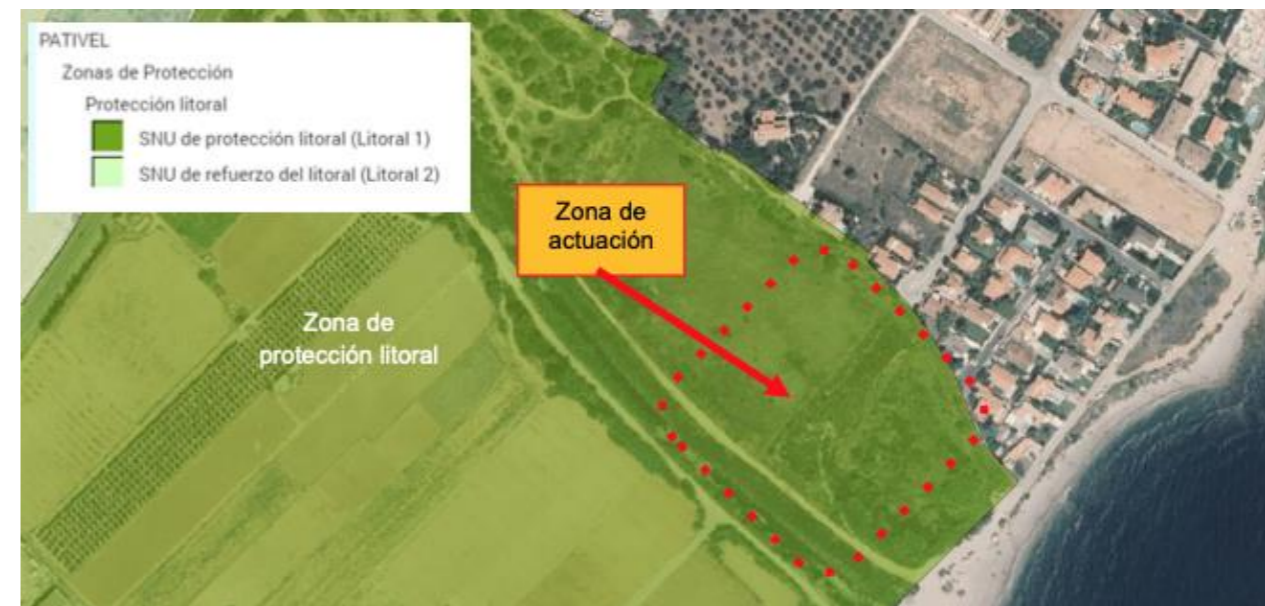 PATIVEL
Zonas de Protección
Protección litoral
SNU de protección litoral (Litoral 1)
SNU de refuerzo del litoral (Litoral 2)
Zona de
actuación
Zona de
protección litoral